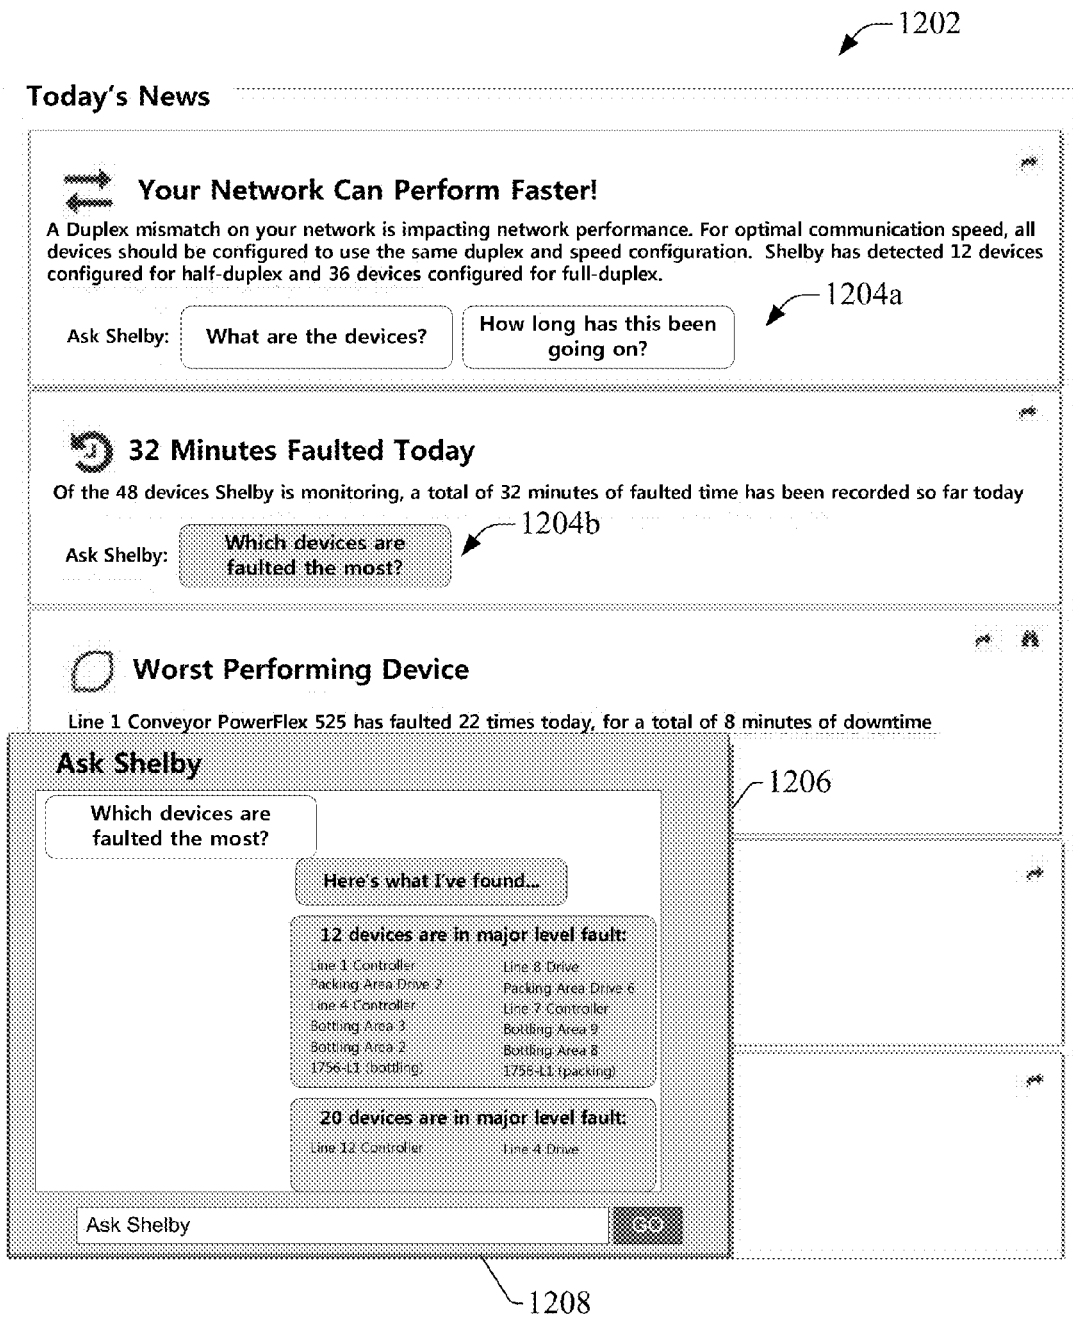 1202
Today's News
Your Network Can Perform Faster!
A Duplex mismatch on your network is impacting network performance. For optimal communication speed, all
devices should be configured to use the same duplex and speed configuration. Shelby has detected 12 devices
configured for half-duplex and 36 devices configured for full-duplex.
1204a
Ask Shelby:
What are the devices?
How long has this been
going on?
32 Minutes Faulted Today
Of the 48 devices Shelby is monitoring, a total of 32 minutes of faulted time has been recorded so far today
1204b
Ask Shelby:
Which devices are
faulted the most?
Worst Performing Device
Line 1 Conveyor PowerFlex 525 has faulted 22 times today, for a total of 8 minutes of downtime
Ask Shelby
1206
Which devices are
faulted the most?
Here's what I've found...
12 devices are in major level fault:
Line 1 Controller
Packing Area Drive 2
Line 4 Controller
Bottling Area 3
Bottling Area 2
1756-L1 (bottling)
Line 8 Drive
Packing Area Drive 6
Line 7 Controller
Bottling Area 9
Bottling Area 8
1756-L1 (packing)
20 devices are in major level fault:
Line 12 Controller
Line 4 Drive
Ask Shelby
GO
1208